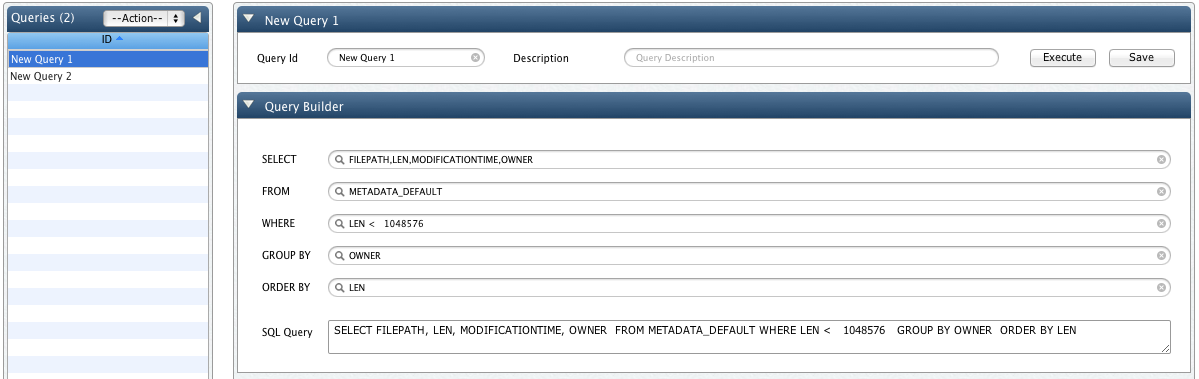 Queries (2) --Action--
ID
New Query 1
New Query 2
New Query 1
Query Id New Query 1 Description Query Description Execute Save
Query Builder
SELECT FILEPATH,LEN,MODIFICATIONTIME,OWNER
FROM METADATA_DEFAULT
WHERE LEN <   1048576
GROUP BY OWNER
ORDER BY LEN
SQL Query SELECT FILEPATH, LEN, MODIFICATIONTIME, OWNER  FROM METADATA_DEFAULT WHERE LEN <   1048576   GROUP BY OWNER  ORDER BY LEN